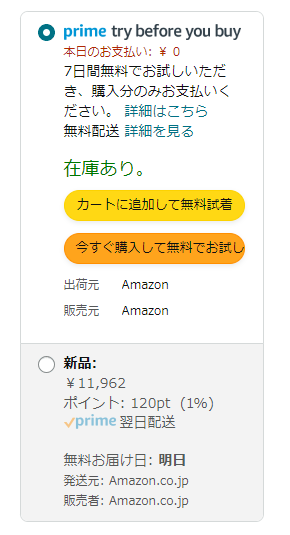 prime try before you buy
本日のお支払い: ￥ 0
7日間無料でお試しいただ
き、購入分のみお支払いく
ださい。 詳細はこちら
無料配送 詳細を見る
在庫あり。
カートに追加して無料試着
今すぐ購入して無料でお試し
出荷元 Amazon
販売元 Amazon
新品:
￥11,962
ポイント: 120pt (1%)
prime 翌日配送
無料お届け日: 明日
発送元: Amazon.co.jp
販売者: Amazon.co.jp